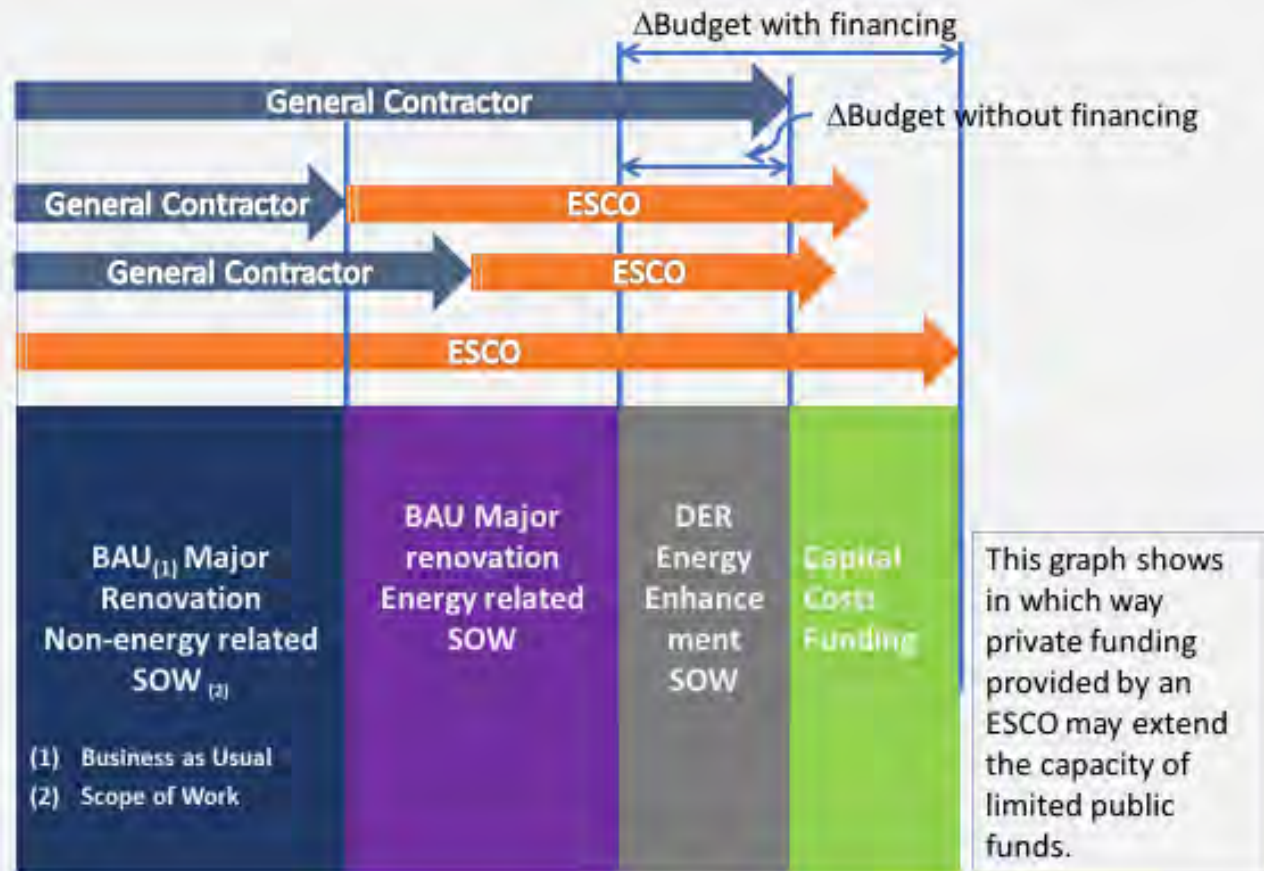 ΔBudget with financing
General Contractor
ΔBudget without financing
General Contractor
ESCO
General Contractor
ESCO
ESCO
BAU(1) Major
Renovation
Non-energy related
SOW (2)
(1) Business as Usual
(2) Scope of Work
BAU Major
renovation
Energy related
SOW
DER
Energy
Enhance
ment
SOW
Capital
Costs
Funding
This graph shows
in which way
private funding
provided by an
ESCO may extend
the capacity of
limited public
funds.